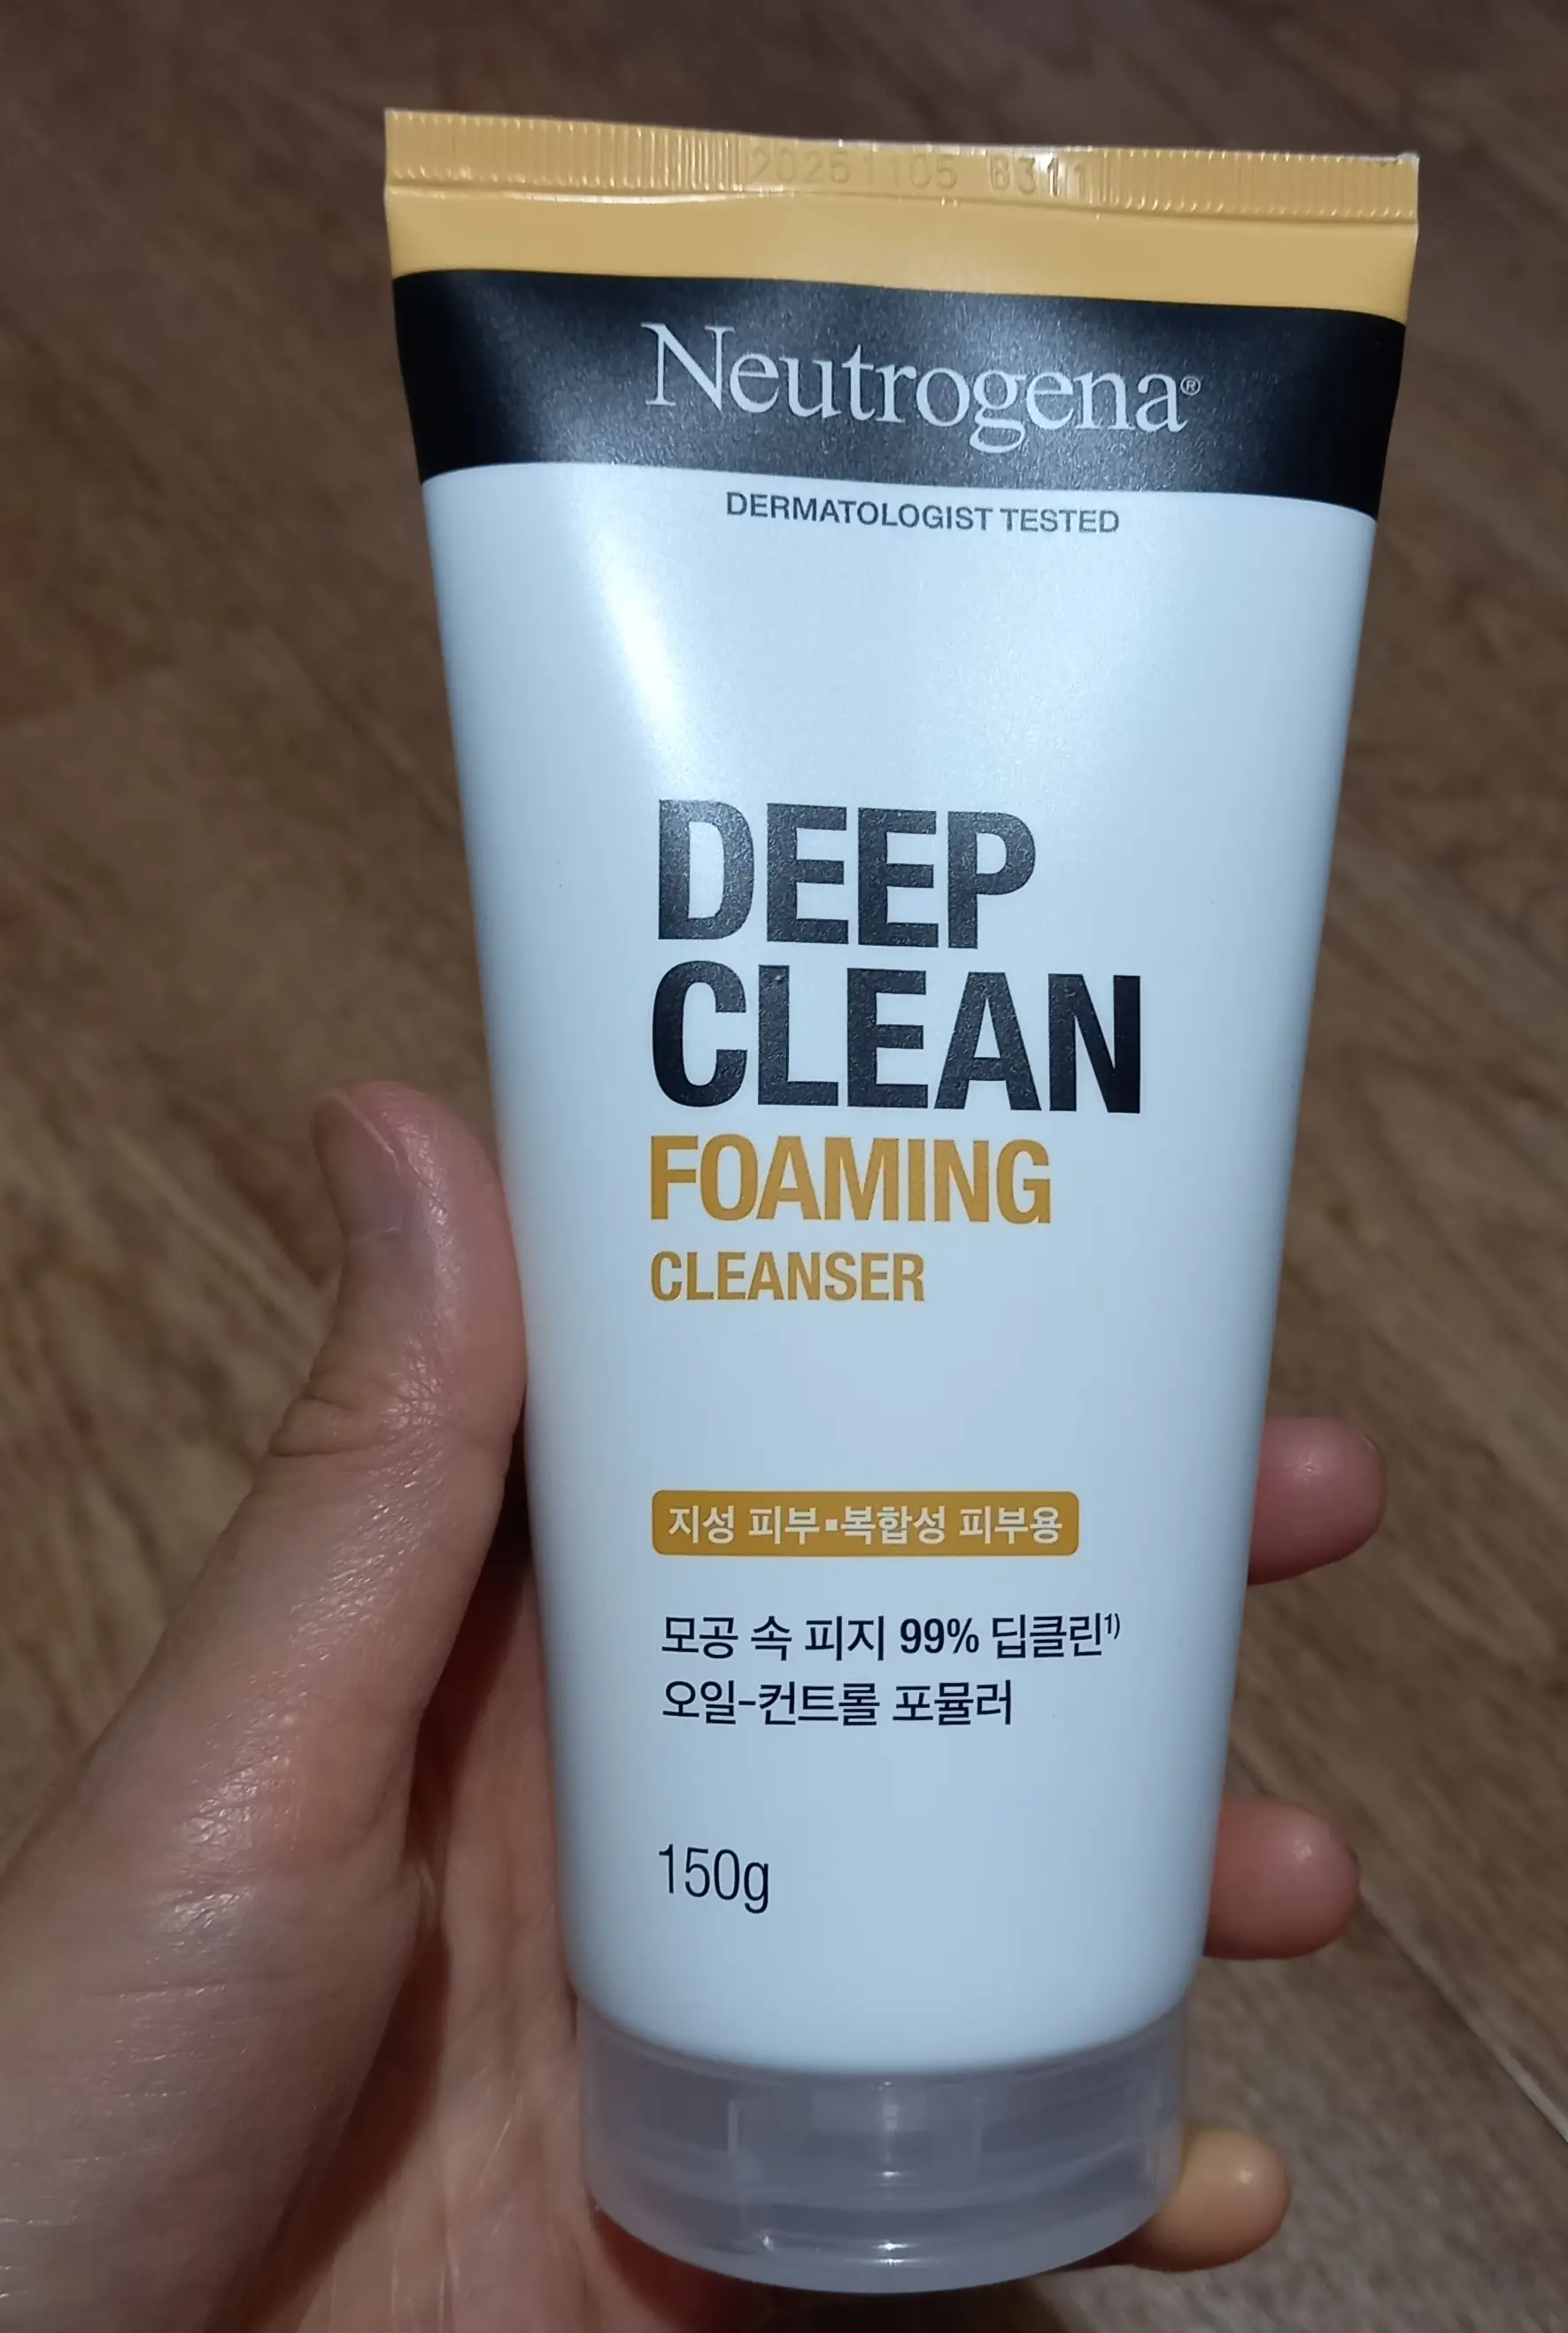 20251105 B311
Neutrogena®
DERMATOLOGIST TESTED
DEEP
CLEAN
FOAMING
CLEANSER
지성 피부▪복합성 피부용
모공 속 피지 99% 딥클린¹⁾
오일-컨트롤 포뮬러
150g